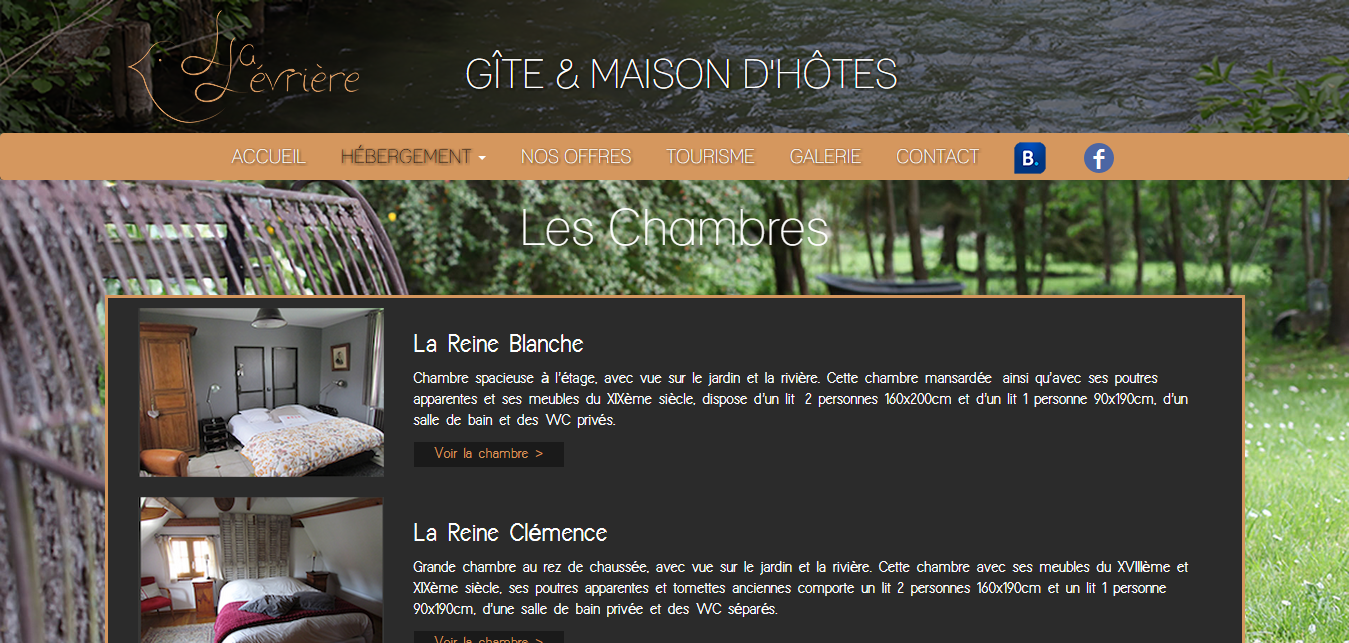 La Lévrière
GÎTE & MAISON D'HÔTES
ACCUEIL HÉBERGEMENT NOS OFFRES TOURISME GALERIE CONTACT B. f
Les Chambres
La Reine Blanche
Chambre spacieuse à l'étage, avec vue sur le jardin et la rivière. Cette chambre mansardée ainsi qu'avec ses poutres
apparentes et ses meubles du XIXème siècle, dispose d'un lit 2 personnes 160x200cm et d'un lit 1 personne 90x190cm, d'un
salle de bain et des WC privés.
Voir la chambre >
La Reine Clémence
Grande chambre au rez de chaussée, avec vue sur le jardin et la rivière. Cette chambre avec ses meubles du XVIIIème et
XIXème siècle, ses poutres apparentes et tomettes anciennes comporte un lit 2 personnes 160x190cm et un lit 1 personne
90x190cm, d'une salle de bain privée et des WC séparés.
Voir la chambre >